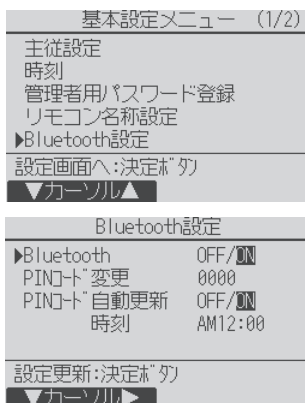 基本設定メニュー (1/2)
主従設定
時刻
管理者用パスワード登録
リモコン名称設定
▶Bluetooth設定
設定画面へ:決定ﾎﾞﾀﾝ
▼カーソル▲
Bluetooth設定
▶Bluetooth OFF/ON
PINｺｰﾄﾞ変更 0000
PINｺｰﾄﾞ自動更新 OFF/ON
時刻 AM12:00
設定更新:決定ﾎﾞﾀﾝ
▼カーソル▶